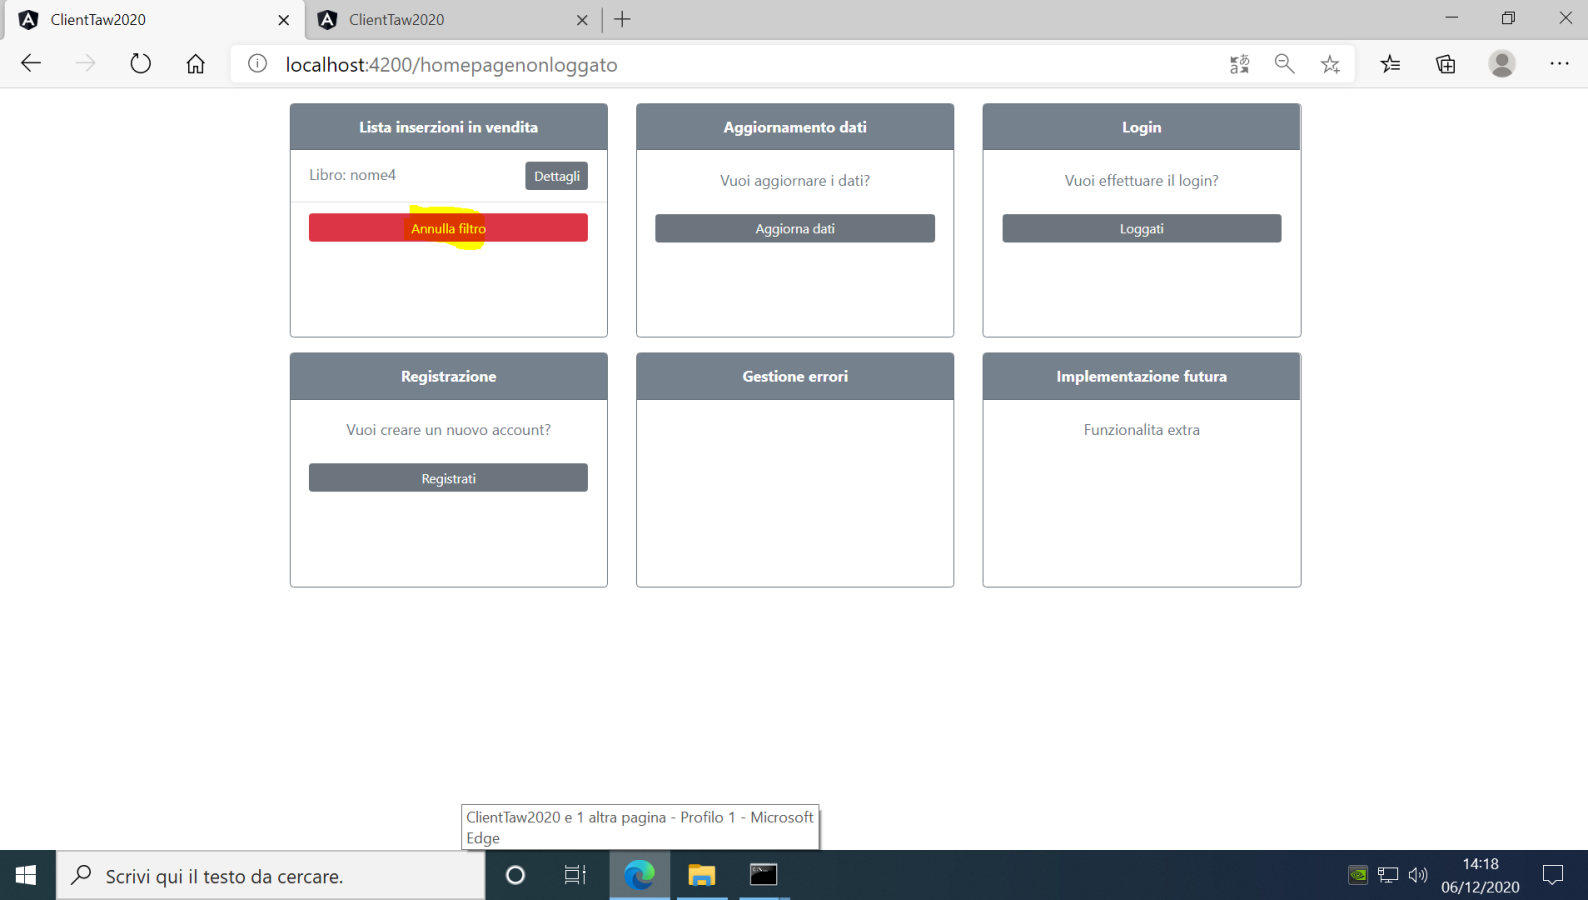 ClientTaw2020
ClientTaw2020
localhost:4200/homepagenonloggato
Lista inserzioni in vendita
Libro: nome4
Dettagli
Annulla filtro
Aggiornamento dati
Vuoi aggiornare i dati?
Aggiorna dati
Login
Vuoi effettuare il login?
Loggati
Registrazione
Vuoi creare un nuovo account?
Registrati
Gestione errori
Implementazione futura
Funzionalita extra
ClientTaw2020 e 1 altra pagina - Profilo 1 - Microsoft
Edge
Scrivi qui il testo da cercare.
14:18
06/12/2020